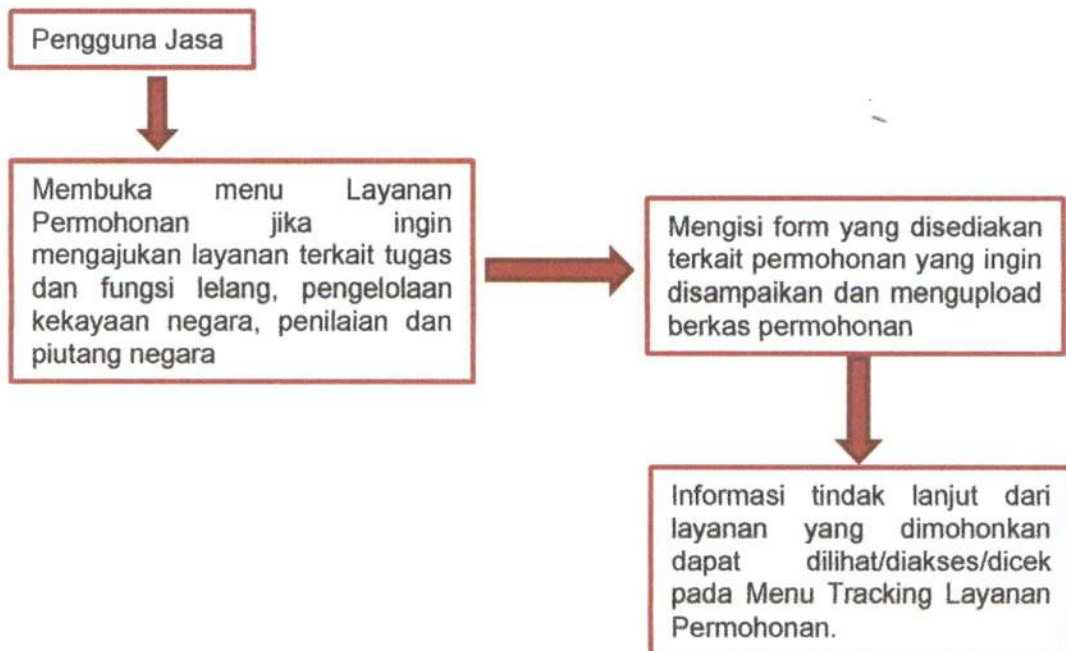 Pengguna Jasa
Membuka menu Layanan
Permohonan jika ingin
mengajukan layanan terkait tugas
dan fungsi lelang, pengelolaan
kekayaan negara, penilaian dan
piutang negara
Mengisi form yang disediakan
terkait permohonan yang ingin
disampaikan dan mengupload
berkas permohonan
Informasi tindak lanjut dari
layanan yang dimohonkan
dapat dilihat/diakses/dicek
pada Menu Tracking Layanan
Permohonan.